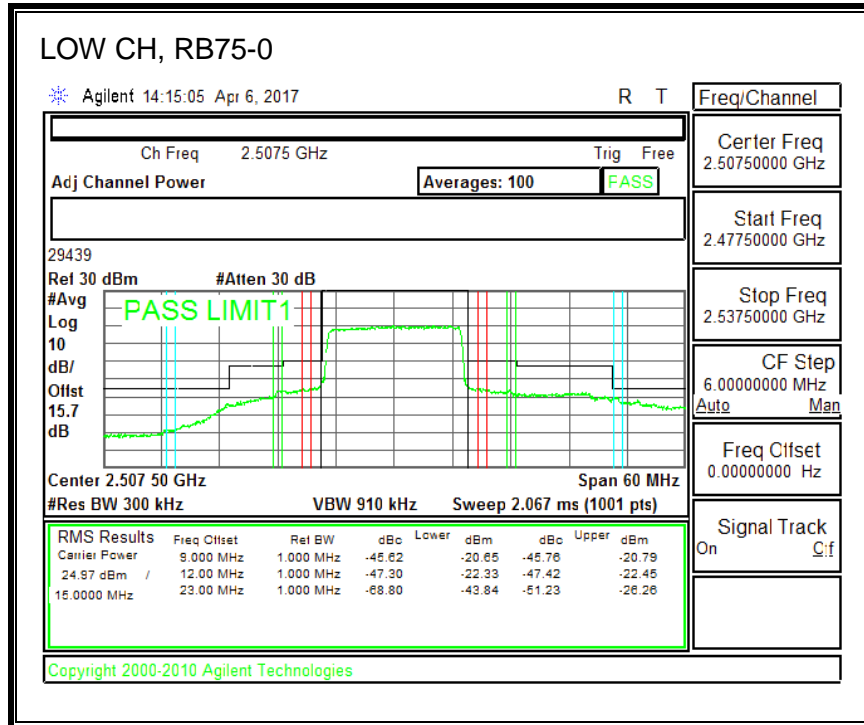 LOW CH, RB75-0
Agilent 14:15:05 Apr 6, 2017 R T
Freq/Channel
Ch Freq 2.5075 GHz Trig Free
Adj Channel Power Averages: 100 PASS
Center Freq
2.50750000 GHz
Start Freq
2.47750000 GHz
29439
Ref 30 dBm #Atten 30 dB
#Avg
Log
10
dB/
Offst
15.7
dB
PASS LIMIT1
Stop Freq
2.53750000 GHz
CF Step
6.00000000 MHz
Auto Man
Freq Offset
0.00000000 Hz
Center 2.507 50 GHz Span 60 MHz
#Res BW 300 kHz VBW 910 kHz Sweep 2.067 ms (1001 pts)
Signal Track
On Off
RMS Results Freq Offset Ref BW dBc Lower dBm dBc Upper dBm
Carrier Power 9.000 MHz 1.000 MHz -45.62 -20.65 -45.76 -20.79
24.97 dBm / 12.00 MHz 1.000 MHz -47.30 -22.33 -47.42 -22.45
15.0000 MHz 23.00 MHz 1.000 MHz -68.80 -43.84 -51.23 -26.26
Copyright 2000-2010 Agilent Technologies